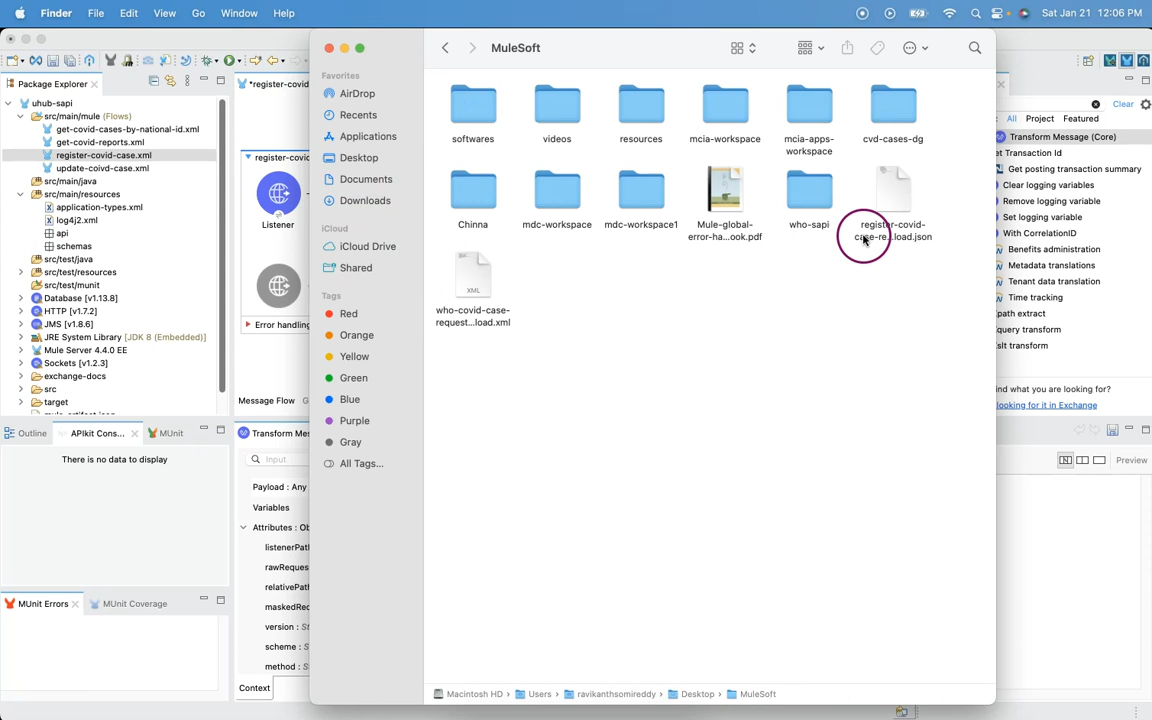 Finder File Edit View Go Window Help Sat Jan 21 12:06 PM
Package Explorer
uhub-sapi
src/main/mule (Flows)
get-covid-cases-by-national-id.xml
get-covid-reports.xml
register-covid-case.xml
update-coivd-case.xml
src/main/java
src/main/resources
application-types.xml
log4j2.xml
api
schemas
src/test/java
src/test/resources
src/test/munit
Database [v1.13.8]
HTTP [v1.7.2]
JMS [v1.8.6]
JRE System Library [JDK 8 (Embedded)]
Mule Server 4.4.0 EE
Sockets [v1.2.3]
exchange-docs
src
target
Outline APIkit Cons... MUnit
There is no data to display
MUnit Errors MUnit Coverage
*register-covid
register-covid
Listener
Error handling
Message Flow
Transform Mes
Input
Payload : Any
Variables
Attributes : Ob
listenerPat
rawReques
relativePat
maskedRec
version : St
scheme : S
method : S
Context
MuleSoft
Favorites
AirDrop
Recents
Applications
Desktop
Documents
Downloads
iCloud
iCloud Drive
Shared
Tags
Red
Orange
Yellow
Green
Blue
Purple
Gray
All Tags...
softwares
videos
resources
mcia-workspace
mcia-apps-
workspace
cvd-cases-dg
Chinna
mdc-workspace
mdc-workspace1
Mule-global-
error-ha...ook.pdf
who-sapi
register-covid-
case-re...load.json
XML
who-covid-case-
request...load.xml
Macintosh HD › Users › ravikanthsomireddy › Desktop › MuleSoft
Clear
All Project Featured
Transform Message (Core)
et Transaction Id
Get posting transaction summary
Clear logging variables
Remove logging variables
Set logging variable
With CorrelationID
Benefits administration
Metadata translations
Tenant data translation
Time tracking
path extract
query transform
slt transform
ind what you are looking for?
looking for it in Exchange
Preview